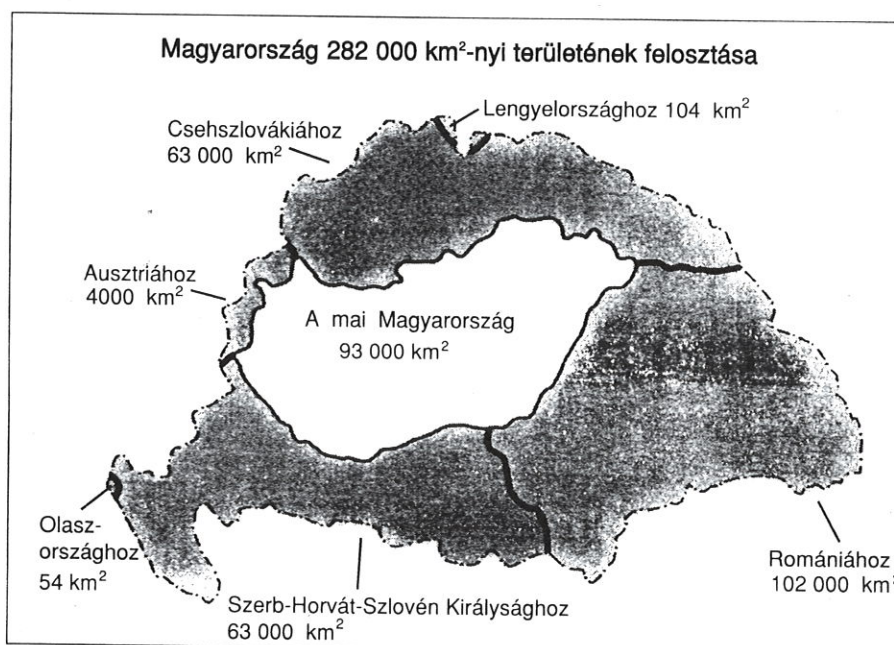 Magyarország 282 000 km²-nyi területének felosztása
Lengyelországhoz 104 km²
Csehszlovákiához
63 000 km²
Ausztriához
4000 km²
A mai Magyarország
93 000 km²
Olasz-
országhoz
54 km²
Szerb-Horvát-Szlovén Királysághoz
63 000 km²
Romániához
102 000 km²